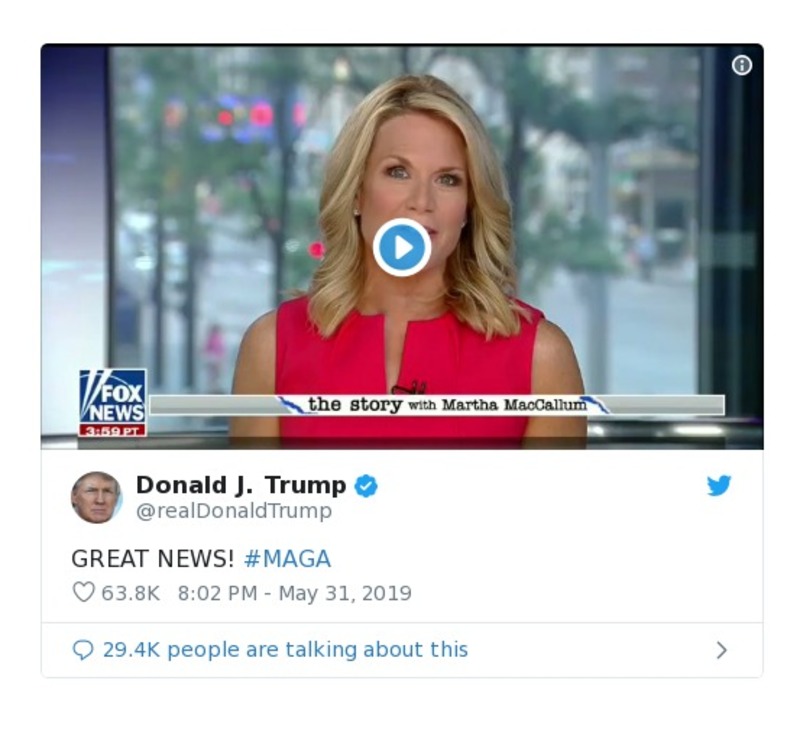 FOX
NEWS
3:59 PT
the story with Martha MacCallum
Donald J. Trump
@realDonaldTrump
GREAT NEWS! #MAGA
63.8K 8:02 PM - May 31, 2019
29.4K people are talking about this